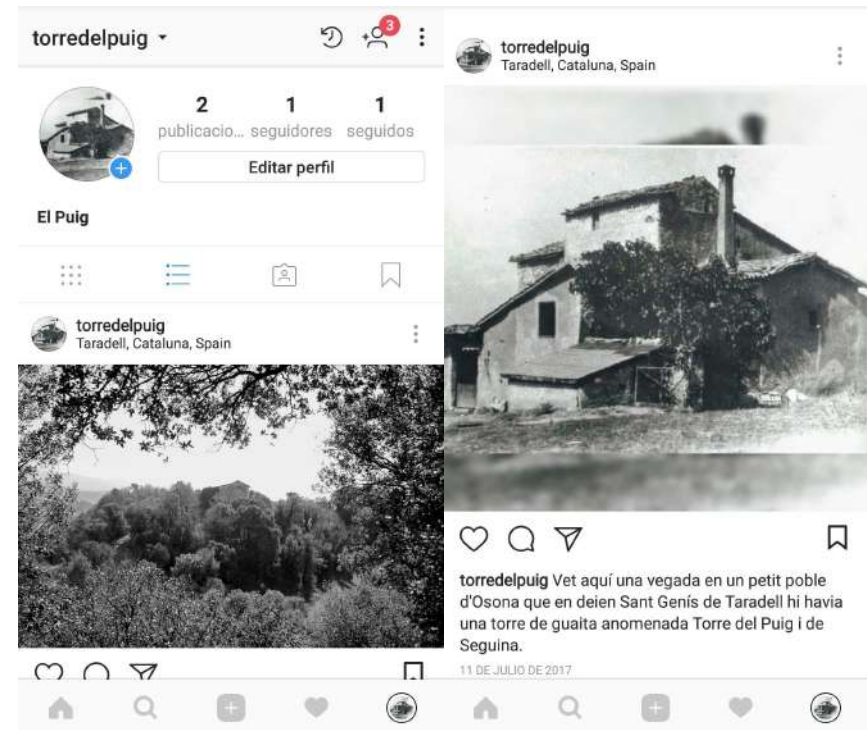 torredelpuig
3
2
1
1
publicacio... seguidores seguidos
Editar perfil
El Puig
torredelpuig
Taradell, Cataluna, Spain
torredelpuig
Taradell, Cataluna, Spain
torredelpuig Vet aquí una vegada en un petit poble
d'Osona que en deien Sant Genís de Taradell hi havia
una torre de guaita anomenada Torre del Puig i de
Seguina.
11 DE JULIO DE 2017